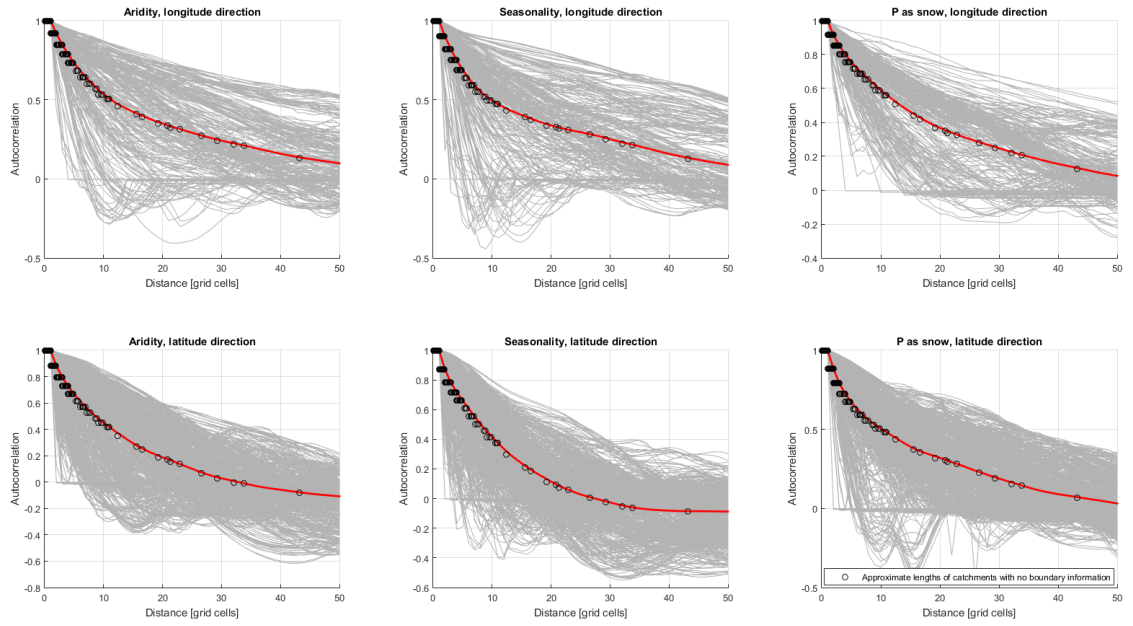 Aridity, longitude direction
1
0.5
0
-0.5
Autocorrelation
0 10 20 30 40 50
Distance [grid cells]
Seasonality, longitude direction
1
0.5
0
-0.5
Autocorrelation
0 10 20 30 40 50
Distance [grid cells]
P as snow, longitude direction
1
0.8
0.6
0.4
0.2
0
-0.2
-0.4
Autocorrelation
0 10 20 30 40 50
Distance [grid cells]
Aridity, latitude direction
1
0.8
0.6
0.4
0.2
0
-0.2
-0.4
-0.6
-0.8
Autocorrelation
0 10 20 30 40 50
Distance [grid cells]
Seasonality, latitude direction
1
0.8
0.6
0.4
0.2
0
-0.2
-0.4
-0.6
Autocorrelation
0 10 20 30 40 50
Distance [grid cells]
P as snow, latitude direction
1
0.5
0
-0.5
Autocorrelation
Approximate lengths of catchments with no boundary information
0 10 20 30 40 50
Distance [grid cells]